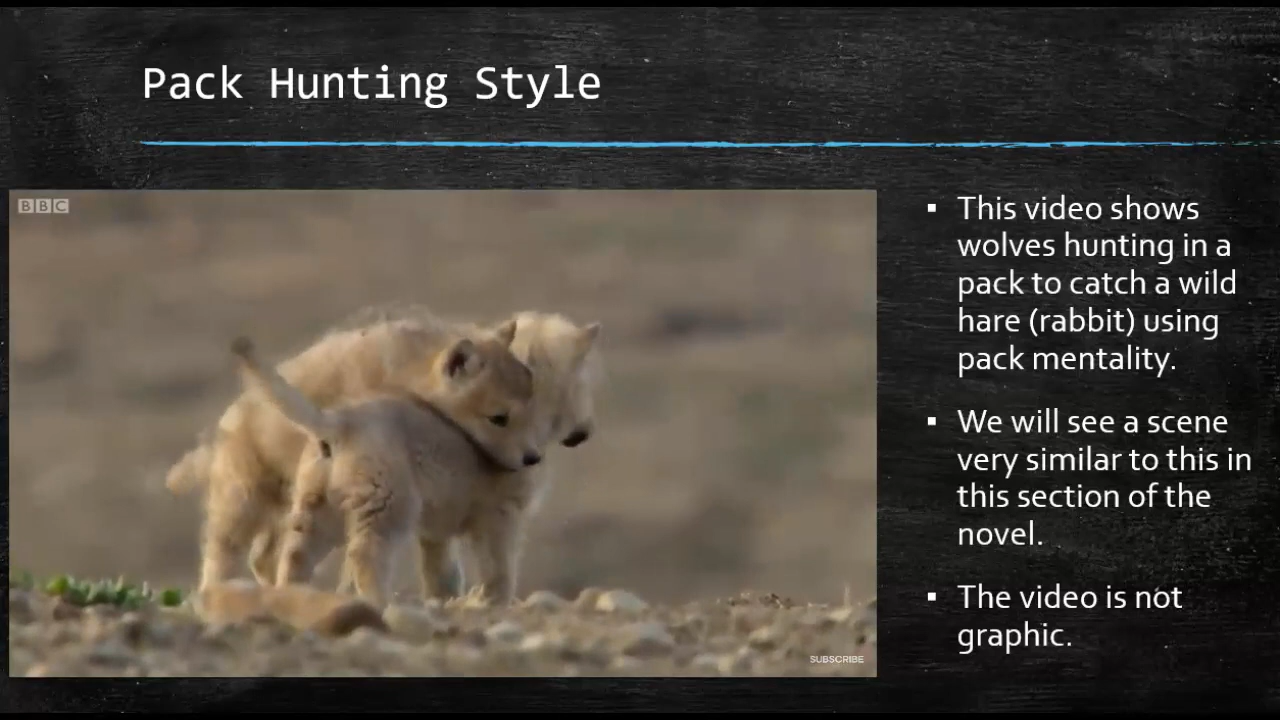 Pack Hunting Style
BBC
This video shows
wolves hunting in a
pack to catch a wild
hare (rabbit) using
pack mentality.
We will see a scene
very similar to this in
this section of the
novel.
The video is not
graphic.
SUBSCRIBE